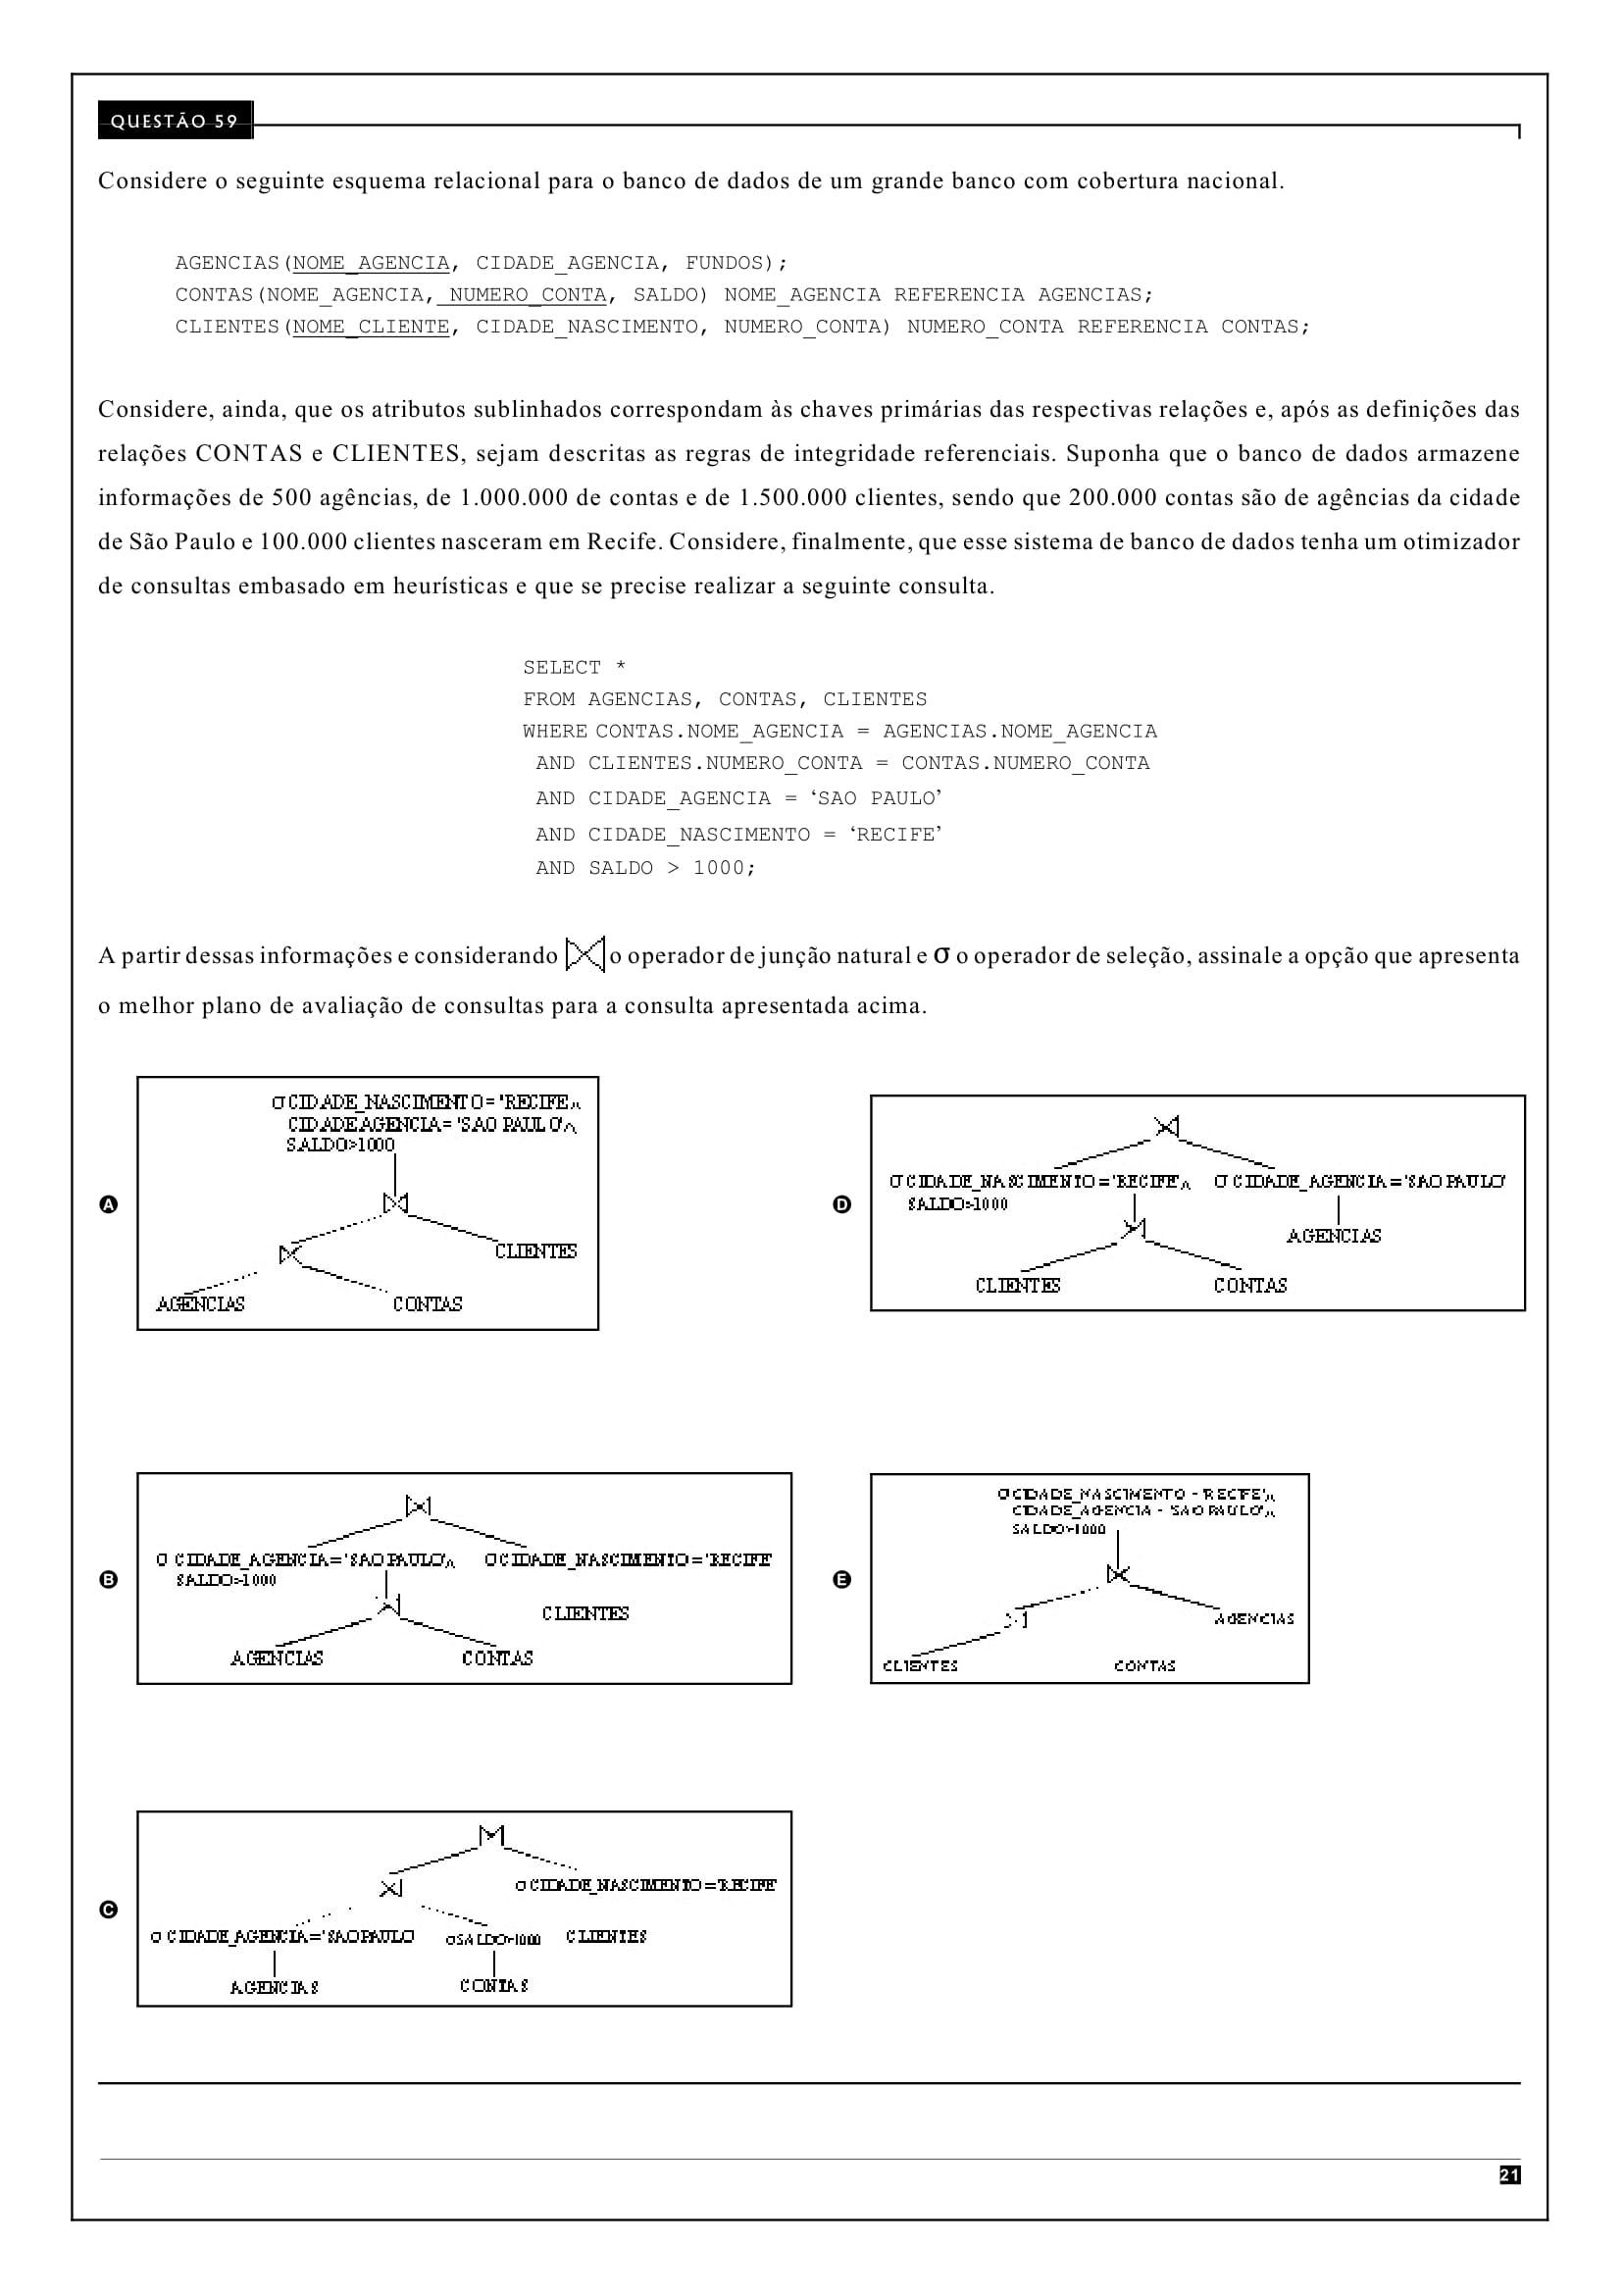 QUESTÃO 59
Considere o seguinte esquema relacional para o banco de dados de um grande banco com cobertura nacional.
AGENCIAS(NOME_AGENCIA, CIDADE_AGENCIA, FUNDOS);
CONTAS(NOME_AGENCIA, NUMERO_CONTA, SALDO) NOME_AGENCIA REFERENCIA AGENCIAS;
CLIENTES(NOME_CLIENTE, CIDADE_NASCIMENTO, NUMERO_CONTA) NUMERO_CONTA REFERENCIA CONTAS;
Considere, ainda, que os atributos sublinhados correspondam às chaves primárias das respectivas relações e, após as definições das
relações CONTAS e CLIENTES, sejam descritas as regras de integridade referenciais. Suponha que o banco de dados armazene
informações de 500 agências, de 1.000.000 de contas e de 1.500.000 clientes, sendo que 200.000 contas são de agências da cidade
de São Paulo e 100.000 clientes nasceram em Recife. Considere, finalmente, que esse sistema de banco de dados tenha um otimizador
de consultas embasado em heurísticas e que se precise realizar a seguinte consulta.
SELECT *
FROM AGENCIAS, CONTAS, CLIENTES
WHERE CONTAS.NOME_AGENCIA = AGENCIAS.NOME_AGENCIA
AND CLIENTES.NUMERO_CONTA = CONTAS.NUMERO_CONTA
AND CIDADE_AGENCIA = ‘SAO PAULO’
AND CIDADE_NASCIMENTO = ‘RECIFE’
AND SALDO > 1000;
A partir dessas informações e considerando ⋈ o operador de junção natural e σ o operador de seleção, assinale a opção que apresenta
o melhor plano de avaliação de consultas para a consulta apresentada acima.
A
σ CIDADE_NASCIMENTO = 'RECIFE'∧
CIDADEAGENCIA = 'SAO PAULO'∧
SALDO>1000
⋈
⋈ CLIENTES
AGENCIAS CONTAS
B
⋈
σ CIDADE_AGENCIA = 'SAO PAULO'∧ σ CIDADE_NASCIMENTO = 'RECIFE'
SALDO>1000
⋈ CLIENTES
AGENCIAS CONTAS
C
⋈
⋈ σ CIDADE_NASCIMENTO = 'RECIFE'
σ CIDADE_AGENCIA = 'SAO PAULO' σ SALDO>1000 CLIENTES
AGENCIAS CONTAS
D
⋈
σ CIDADE_NASCIMENTO = 'RECIFE'∧ σ CIDADE_AGENCIA = 'SAO PAULO'
SALDO>1000
⋈ AGENCIAS
CLIENTES CONTAS
E
σ CIDADE_NASCIMENTO = 'RECIFE'∧
CIDADE_AGENCIA = 'SAO PAULO'∧
SALDO>1000
⋈
⋈ AGENCIAS
CLIENTES CONTAS
21